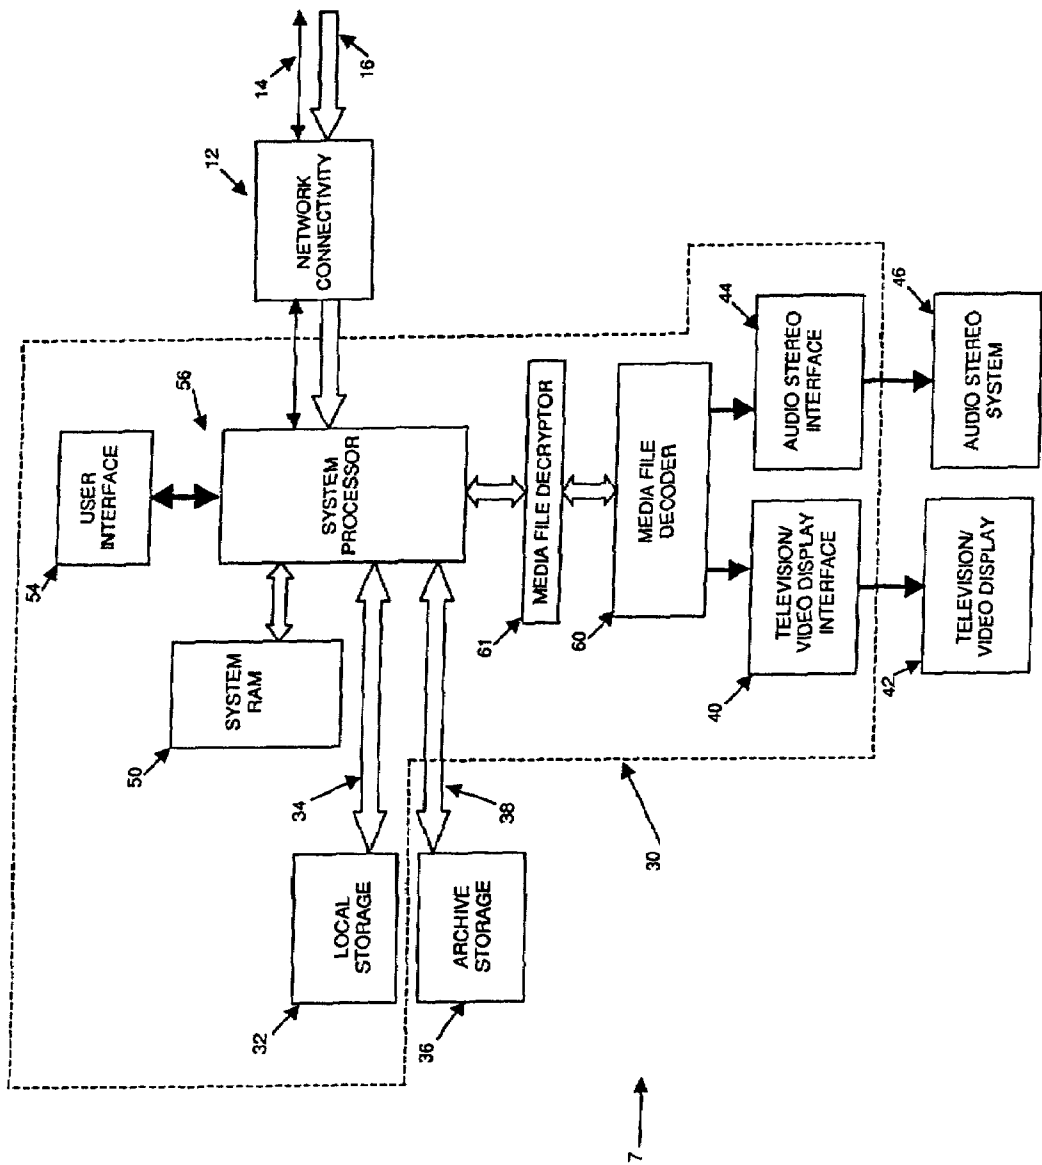 14
16
12
NETWORK
CONNECTIVITY
56
54
USER
INTERFACE
SYSTEM
PROCESSOR
50
SYSTEM
RAM
34
38
32
LOCAL
STORAGE
36
ARCHIVE
STORAGE
61
MEDIA FILE DECRYPTOR
60
MEDIA FILE
DECODER
44
AUDIO STEREO
INTERFACE
46
AUDIO STEREO
SYSTEM
40
TELEVISION/
VIDEO DISPLAY
INTERFACE
42
TELEVISION/
VIDEO DISPLAY
30
7